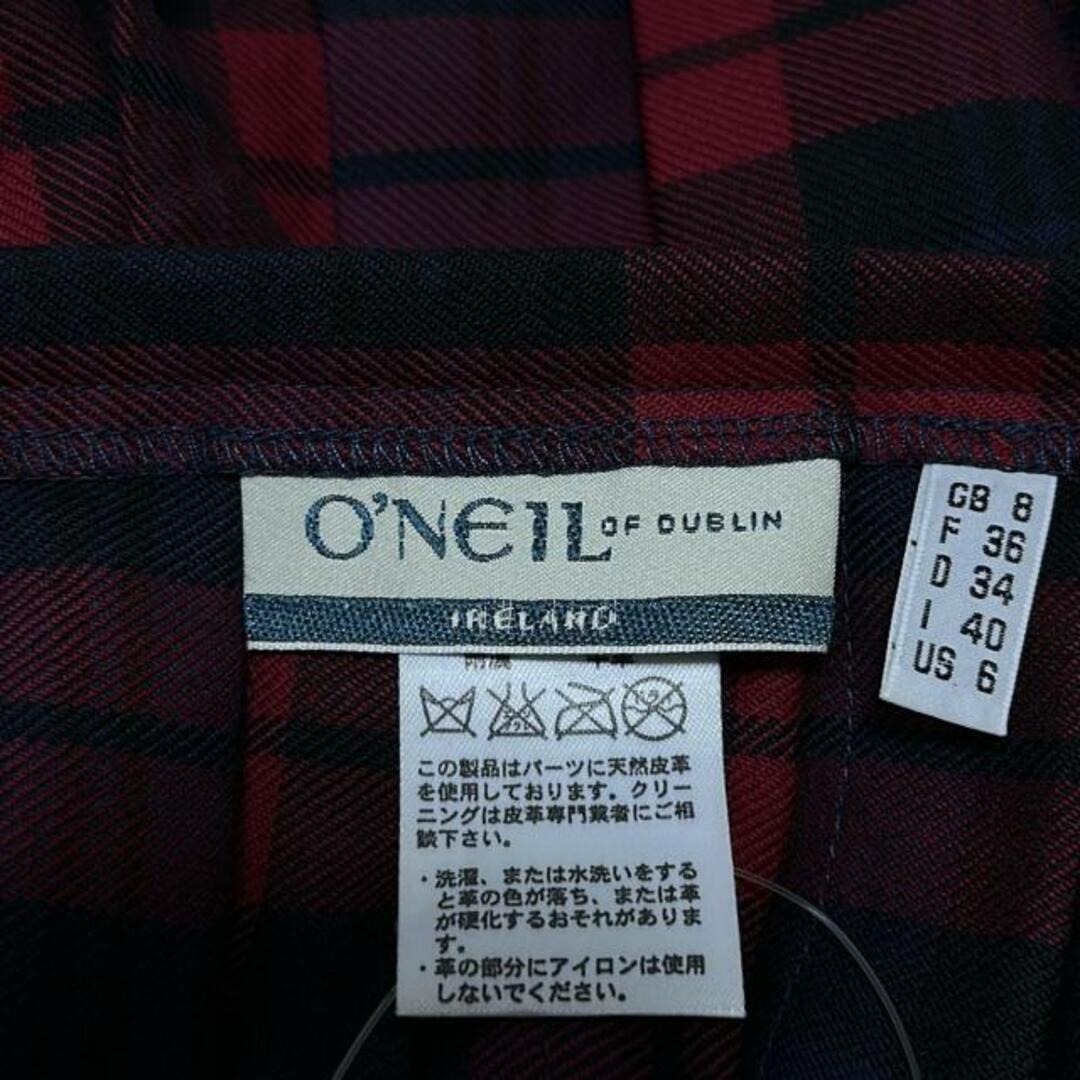 O'NEIL OF DUBLIN
IRELAND
GB 8
F 36
D 34
I 40
US 6
この製品はパーツに天然皮革
を使用しております。クリー
ニングは皮革専門業者にご相
談下さい。
・洗濯、または水洗いをする
と革の色が落ち、または革
が硬化するおそれがありま
す。
・革の部分にアイロンは使用
しないでください。